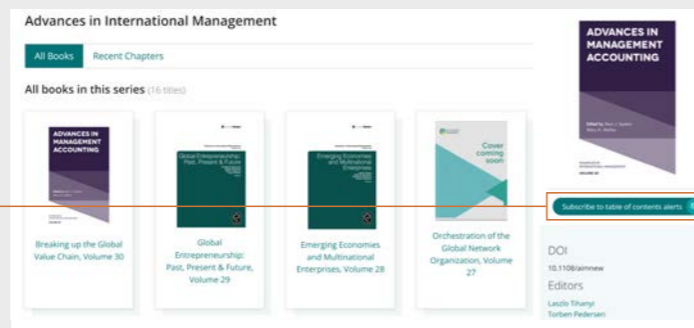 Advances in International Management
All Books
Recent Chapters
All books in this series (16 titles)
ADVANCES IN
MANAGEMENT
ACCOUNTING
Breaking up the Global
Value Chain, Volume 30
Global Entrepreneurship:
Past, Present & Future
Global
Entrepreneurship:
Past, Present & Future,
Volume 29
Emerging Economies
and Multinational
Enterprises
Emerging Economies
and Multinational
Enterprises, Volume 28
Cover
coming
soon
Orchestration of the
Global Network
Organization, Volume
27
ADVANCES IN
MANAGEMENT
ACCOUNTING
Subscribe to table of contents alerts
DOI
10.1108/aimnew
Editors
Laszlo Tihanyi
Torben Pedersen